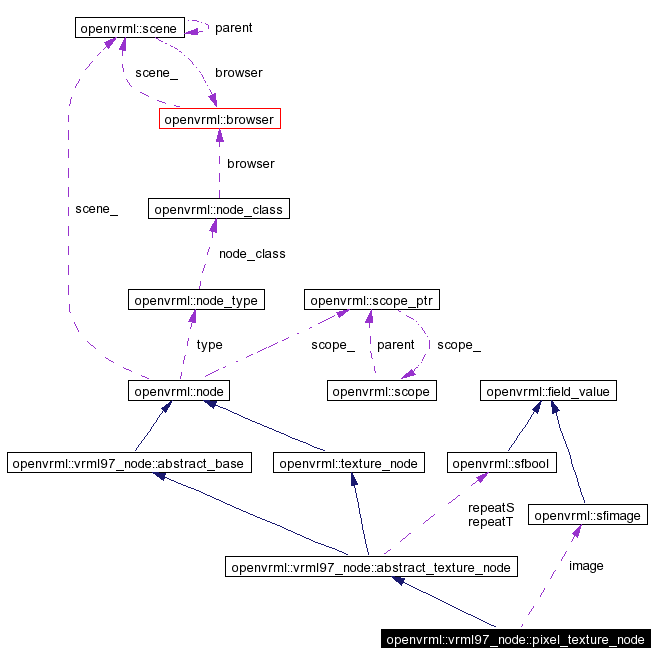 openvrml::scene
parent
scene_
browser
openvrml::browser
browser
scene_
openvrml::node_class
node_class
openvrml::node_type
openvrml::scope_ptr
type
scope_
parent
scope_
openvrml::node
openvrml::scope
openvrml::field_value
openvrml::vrml97_node::abstract_base
openvrml::texture_node
openvrml::sfbool
repeatS
repeatT
openvrml::sfimage
openvrml::vrml97_node::abstract_texture_node
image
openvrml::vrml97_node::pixel_texture_node